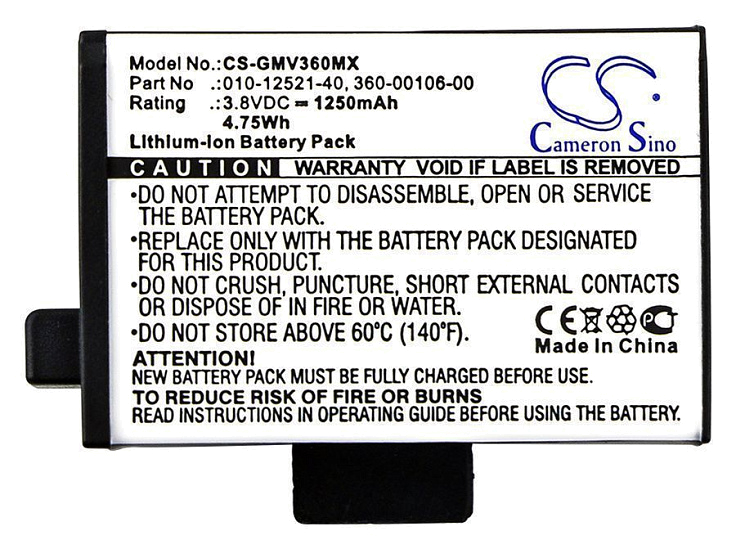 Model No.:CS-GMV360MX
Part No :010-12521-40, 360-00106-00
Rating :3.8VDC ⎓ 1250mAh
4.75Wh
Lithium-Ion Battery Pack
CS
Cameron Sino
CAUTION WARRANTY VOID IF LABEL IS REMOVED
•DO NOT ATTEMPT TO DISASSEMBLE, OPEN OR SERVICE
THE BATTERY PACK.
•REPLACE ONLY WITH THE BATTERY PACK DESIGNATED
FOR THIS PRODUCT.
•DO NOT CRUSH, PUNCTURE, SHORT EXTERNAL CONTACTS
OR DISPOSE OF IN FIRE OR WATER.
•DO NOT STORE ABOVE 60°C (140°F).
CE
Made In China
ATTENTION!
NEW BATTERY PACK MUST BE FULLY CHARGED BEFORE USE.
TO REDUCE RISK OF FIRE OR BURNS
READ INSTRUCTIONS IN OPERATING GUIDE BEFORE USING THE BATTERY.